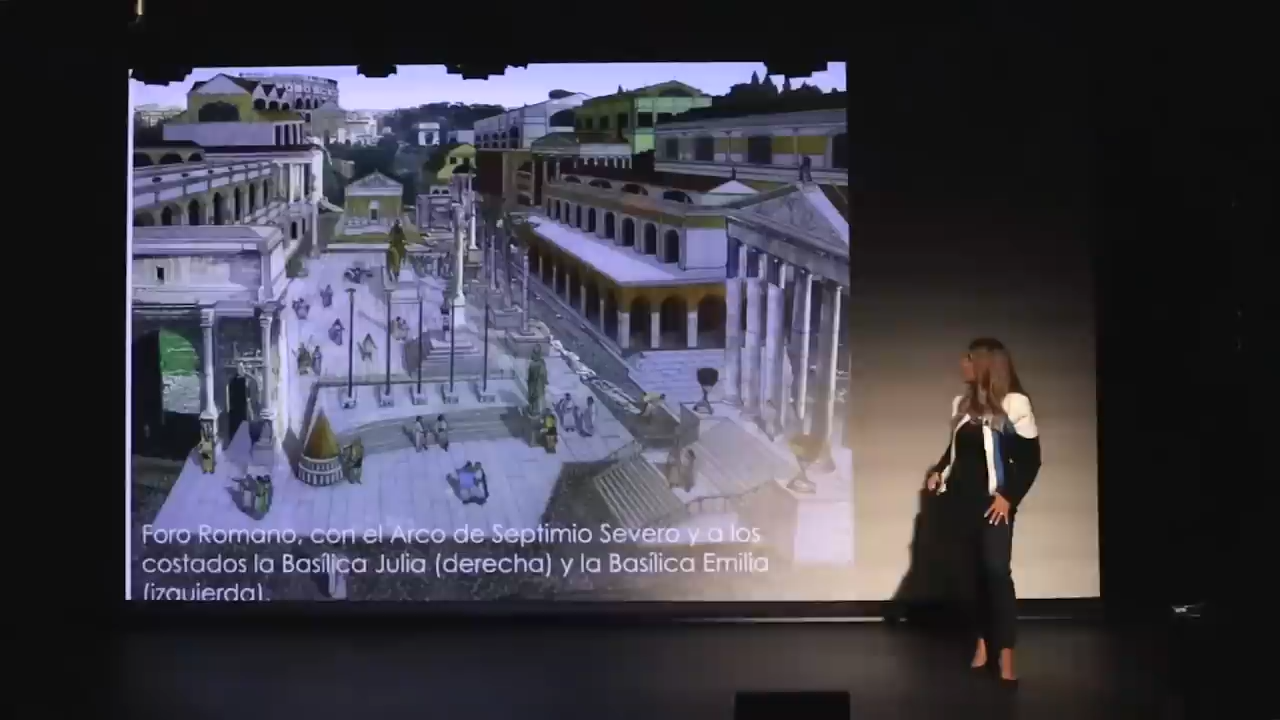 Foro Romano, con el Arco de Septimio Severo y a los
costados la Basílica Julia (derecha) y la Basílica Emilia
(izquierda).